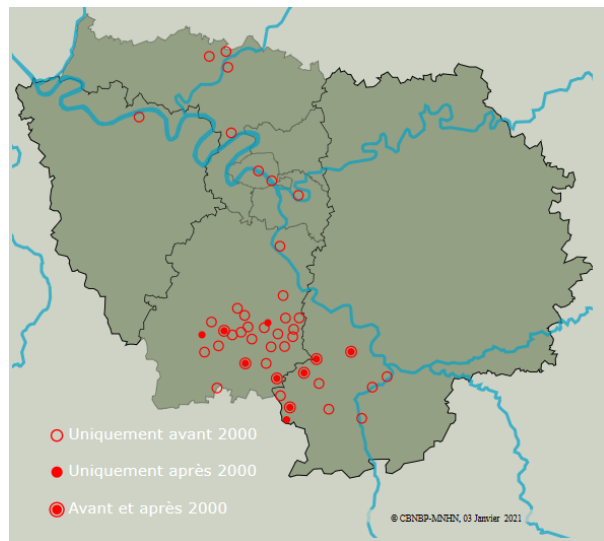 Uniquement avant 2000
Uniquement après 2000
Avant et après 2000
© CBNBP-MNHN, 03 Janvier 2021